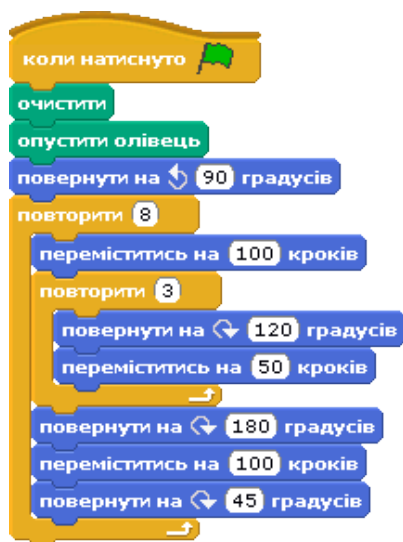 коли натиснуто
очистити
опустити олівець
повернути на 90 градусів
повторити 8
переміститись на 100 кроків
повторити 3
повернути на 120 градусів
переміститись на 50 кроків
повернути на 180 градусів
переміститись на 100 кроків
повернути на 45 градусів